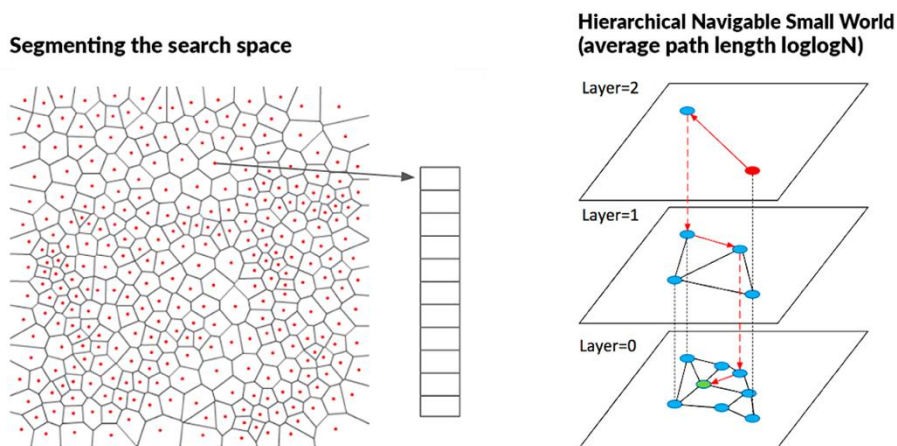 Segmenting the search space
Hierarchical Navigable Small World
(average path length loglogN)
Layer=2
Layer=1
Layer=0